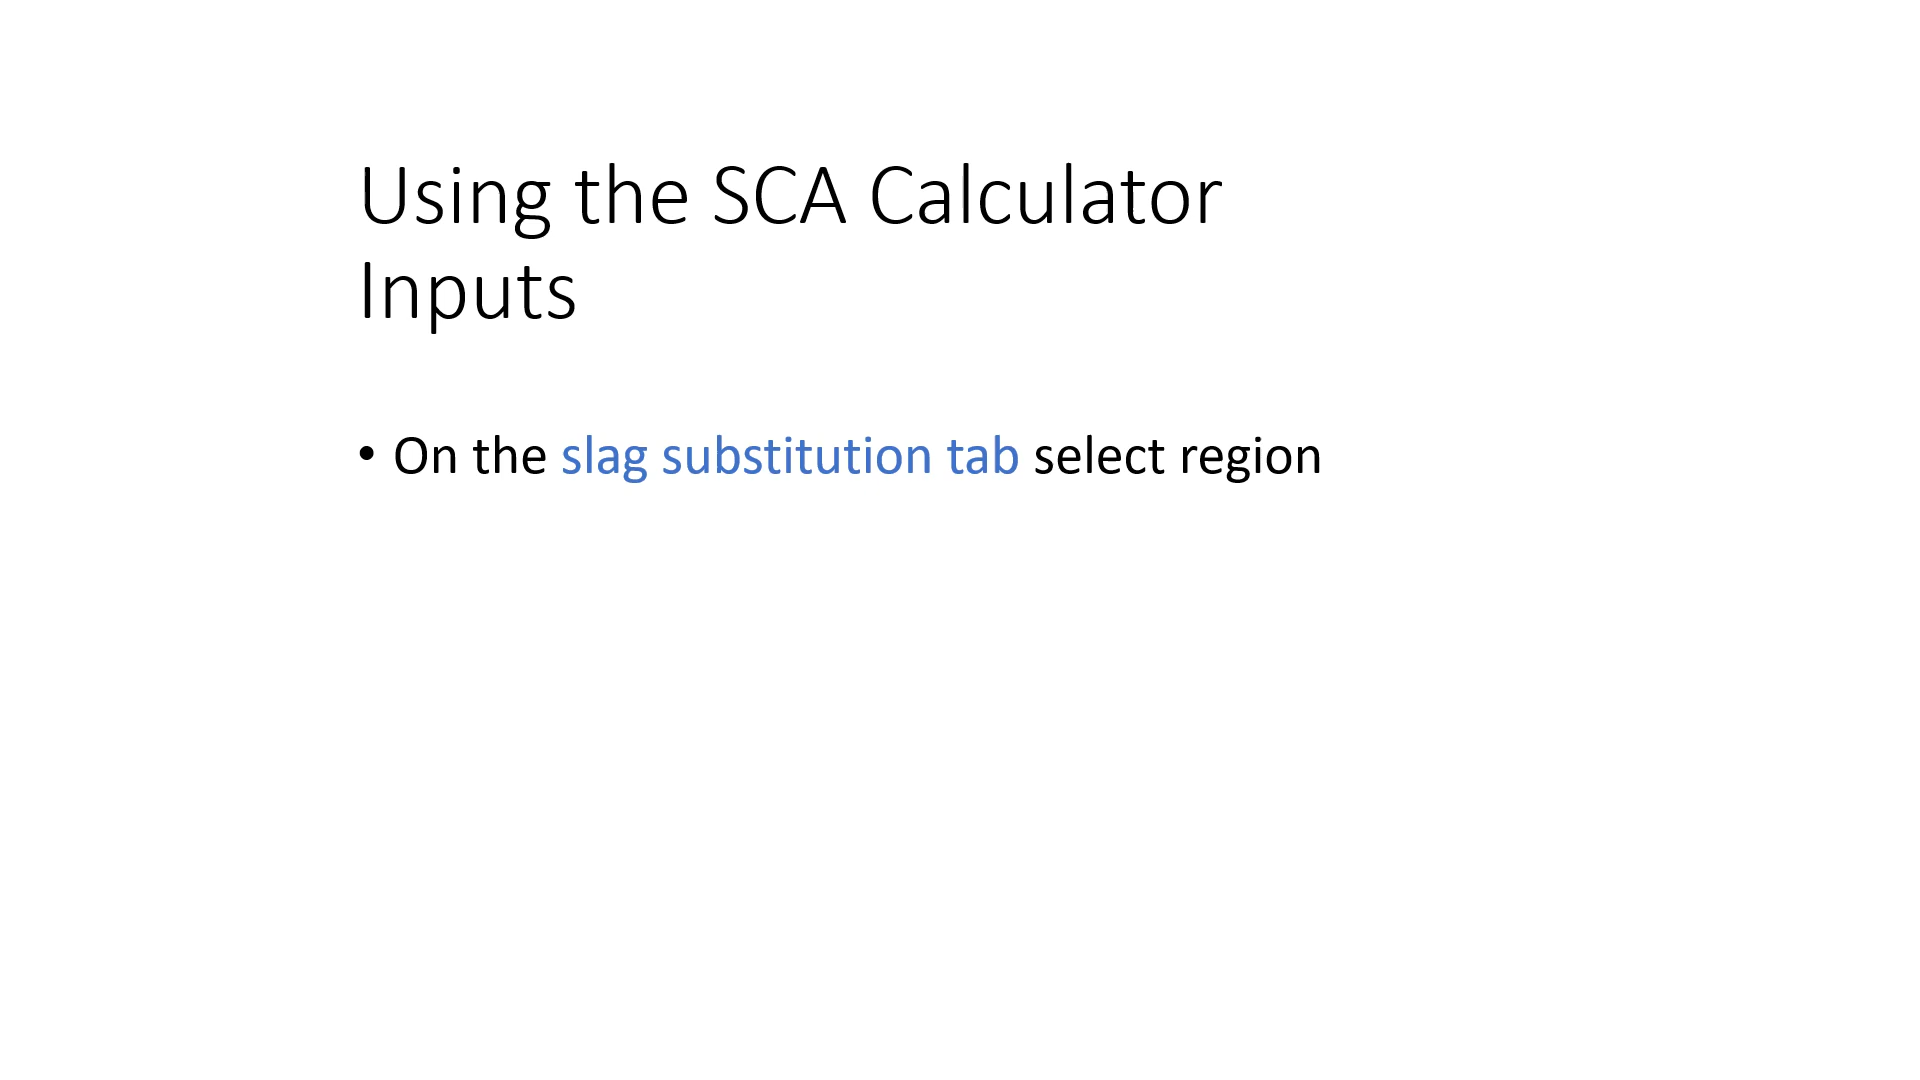 Using the SCA Calculator
Inputs
• On the slag substitution tab select region